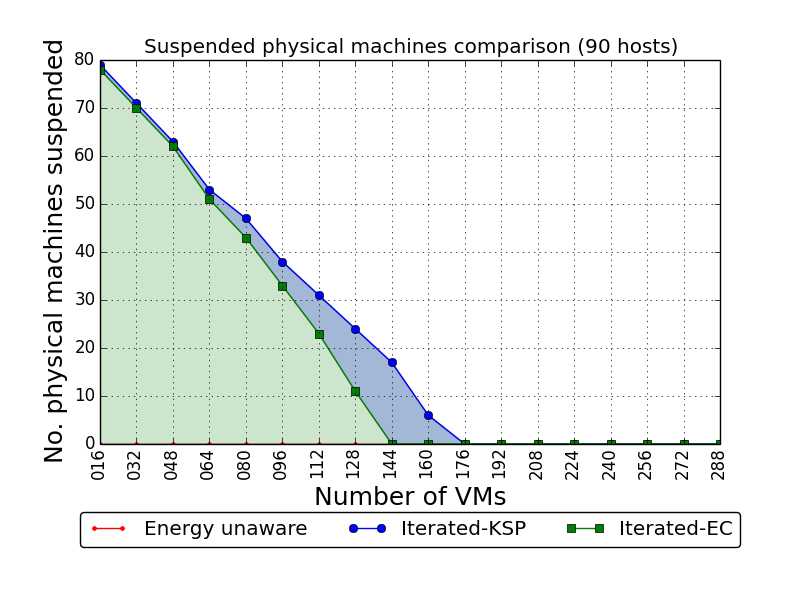 Suspended physical machines comparison (90 hosts)
No. physical machines suspended
80
70
60
50
40
30
20
10
0
016 032 048 064 080 096 112 128 144 160 176 192 208 224 240 256 272 288
Number of VMs
Energy unaware Iterated-KSP Iterated-EC